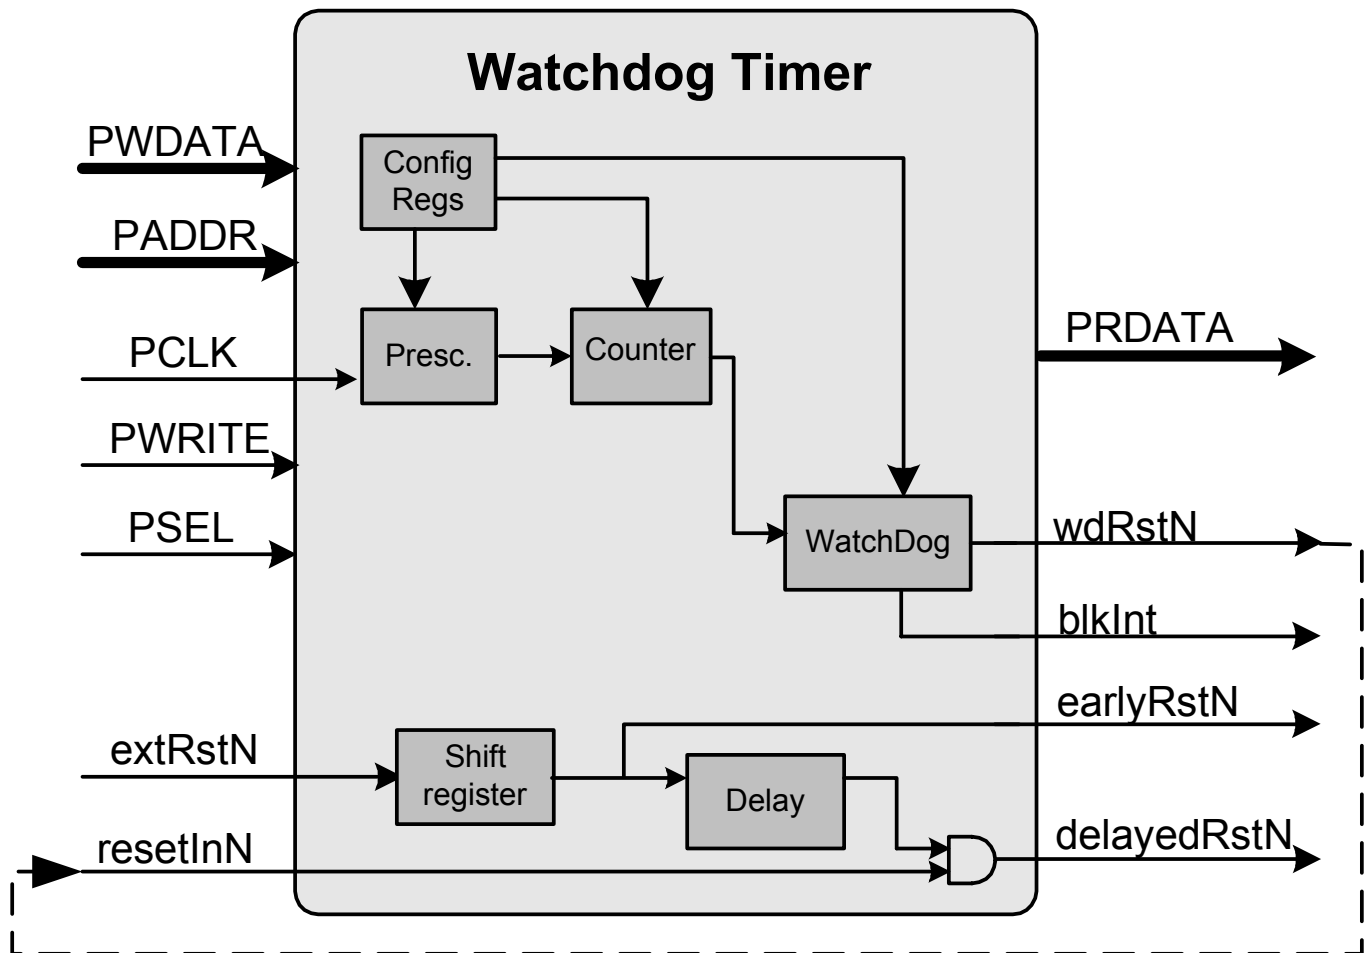 Watchdog Timer
PWDATA
Config
Regs
PADDR
PCLK
Presc.
Counter
PRDATA
PWRITE
PSEL
WatchDog
wdRstN
blkInt
earlyRstN
extRstN
Shift
register
Delay
resetInN
delayedRstN